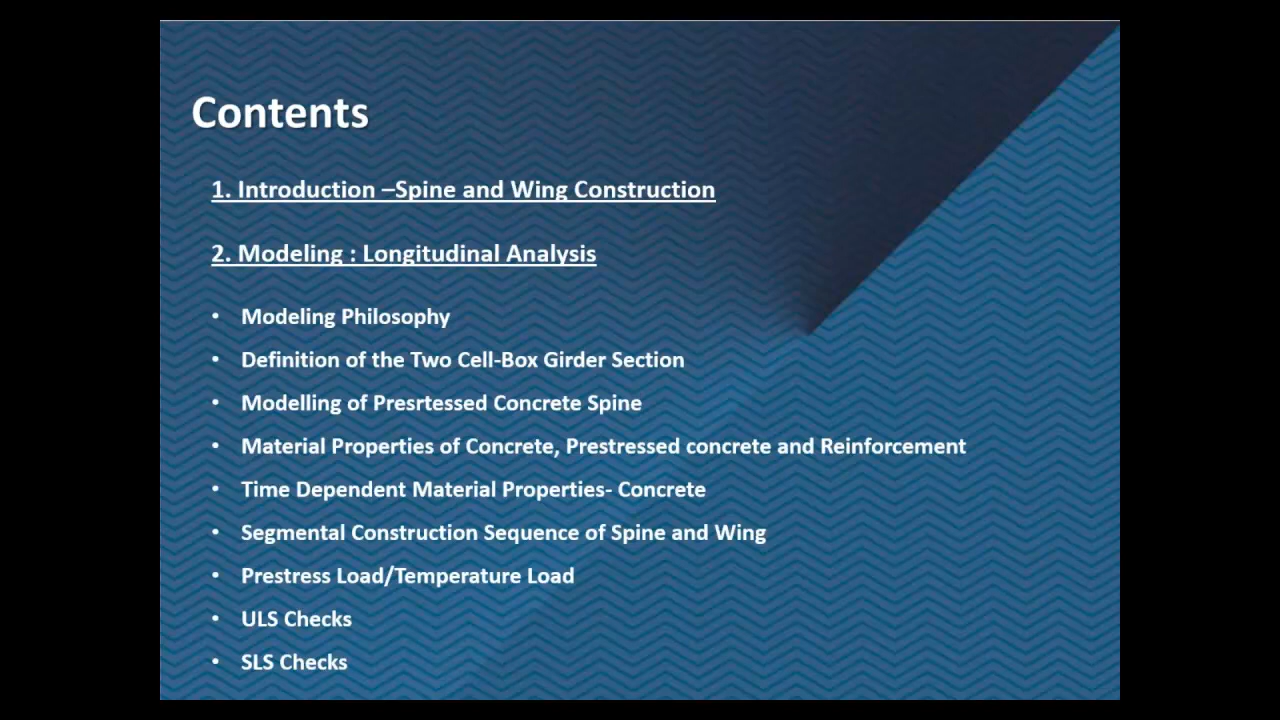 Contents
1. Introduction –Spine and Wing Construction
2. Modeling : Longitudinal Analysis
• Modeling Philosophy
• Definition of the Two Cell-Box Girder Section
• Modelling of Presrtessed Concrete Spine
• Material Properties of Concrete, Prestressed concrete and Reinforcement
• Time Dependent Material Properties- Concrete
• Segmental Construction Sequence of Spine and Wing
• Prestress Load/Temperature Load
• ULS Checks
• SLS Checks